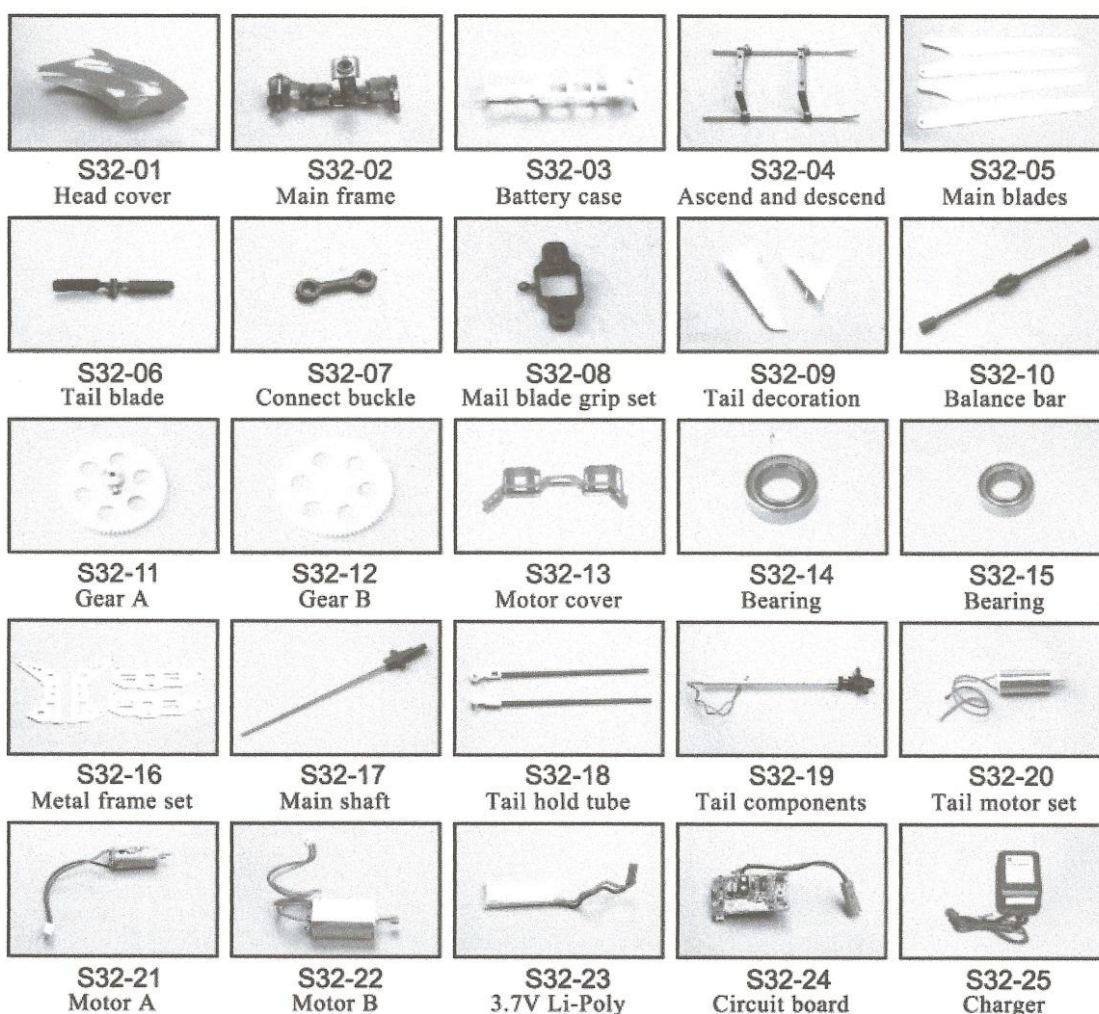 S32-01 S32-02 S32-03 S32-04 S32-05
Head cover Main frame Battery case Ascend and descend Main blades
S32-06 S32-07 S32-08 S32-09 S32-10
Tail blade Connect buckle Mail blade grip set Tail decoration Balance bar
S32-11 S32-12 S32-13 S32-14 S32-15
Gear A Gear B Motor cover Bearing Bearing
S32-16 S32-17 S32-18 S32-19 S32-20
Metal frame set Main shaft Tail hold tube Tail components Tail motor set
S32-21 S32-22 S32-23 S32-24 S32-25
Motor A Motor B 3.7V Li-Poly Circuit board Charger